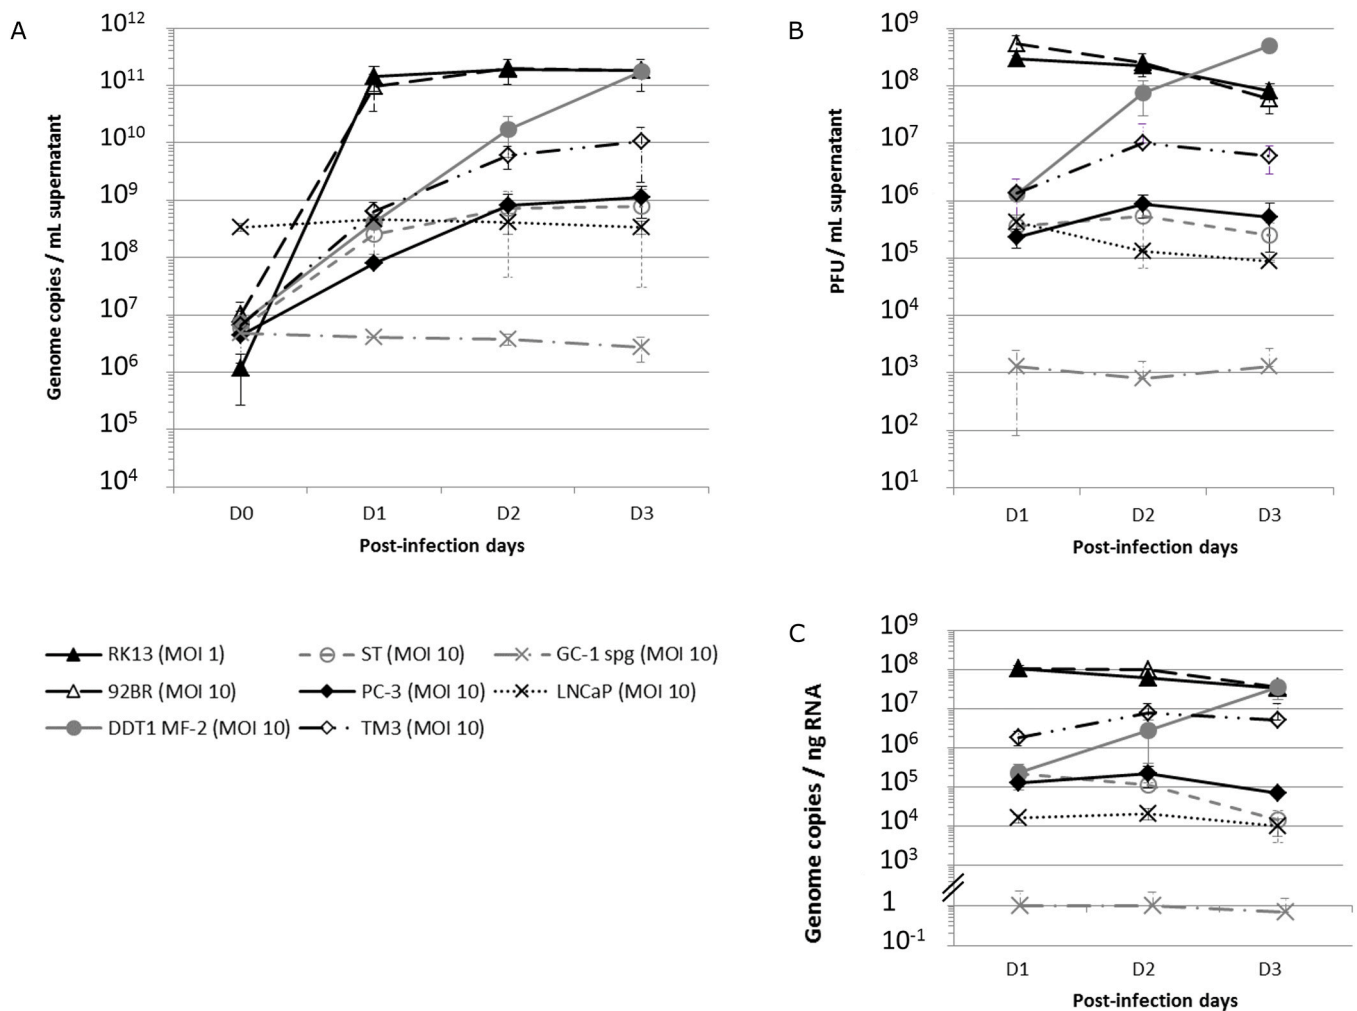 A
10¹²
10¹¹
10¹⁰
10⁹
10⁸
10⁷
10⁶
10⁵
10⁴
Genome copies / mL supernatant
D0 D1 D2 D3
Post-infection days
B
10⁹
10⁸
10⁷
10⁶
10⁵
10⁴
10³
10²
10¹
PFU / mL supernatant
D1 D2 D3
Post-infection days
RK13 (MOI 1) ST (MOI 10) GC-1 spg (MOI 10)
92BR (MOI 10) PC-3 (MOI 10) LNCaP (MOI 10)
DDT1 MF-2 (MOI 10) TM3 (MOI 10)
C
10⁹
10⁸
10⁷
10⁶
10⁵
10⁴
10³
1
10⁻¹
Genome copies / ng RNA
D1 D2 D3
Post-infection days